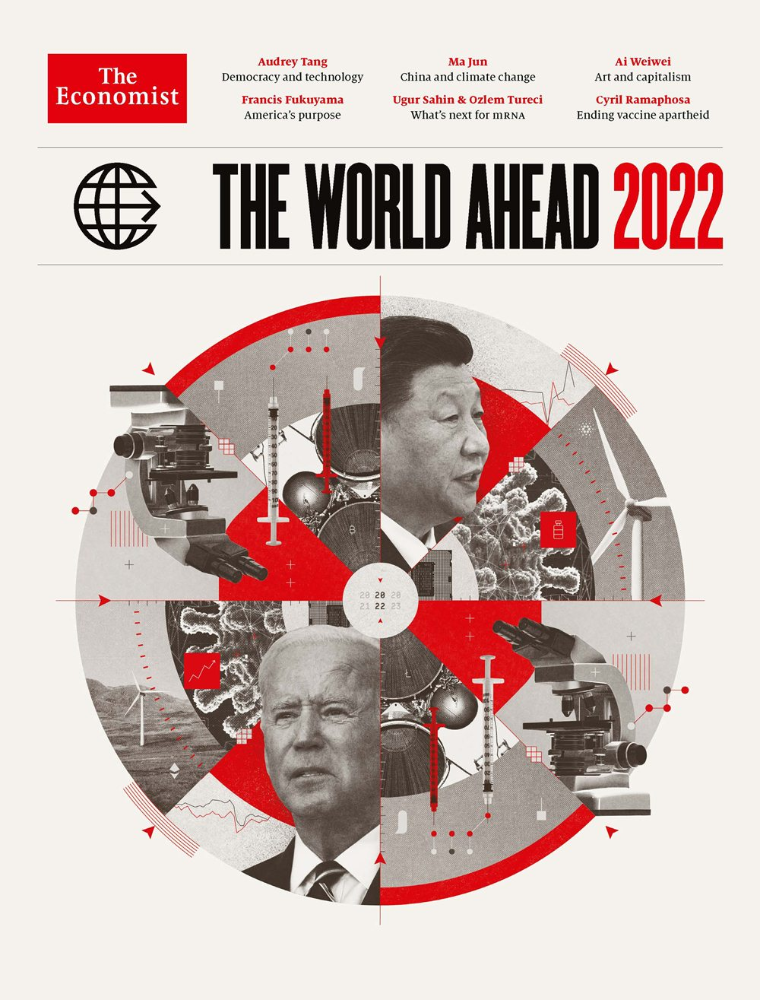 The
Economist
Audrey Tang
Democracy and technology
Francis Fukuyama
America's purpose
Ma Jun
China and climate change
Ugur Sahin & Ozlem Tureci
What's next for mRNA
Ai Weiwei
Art and capitalism
Cyril Ramaphosa
Ending vaccine apartheid
THE WORLD AHEAD 2022
20 20 20
21 22 23